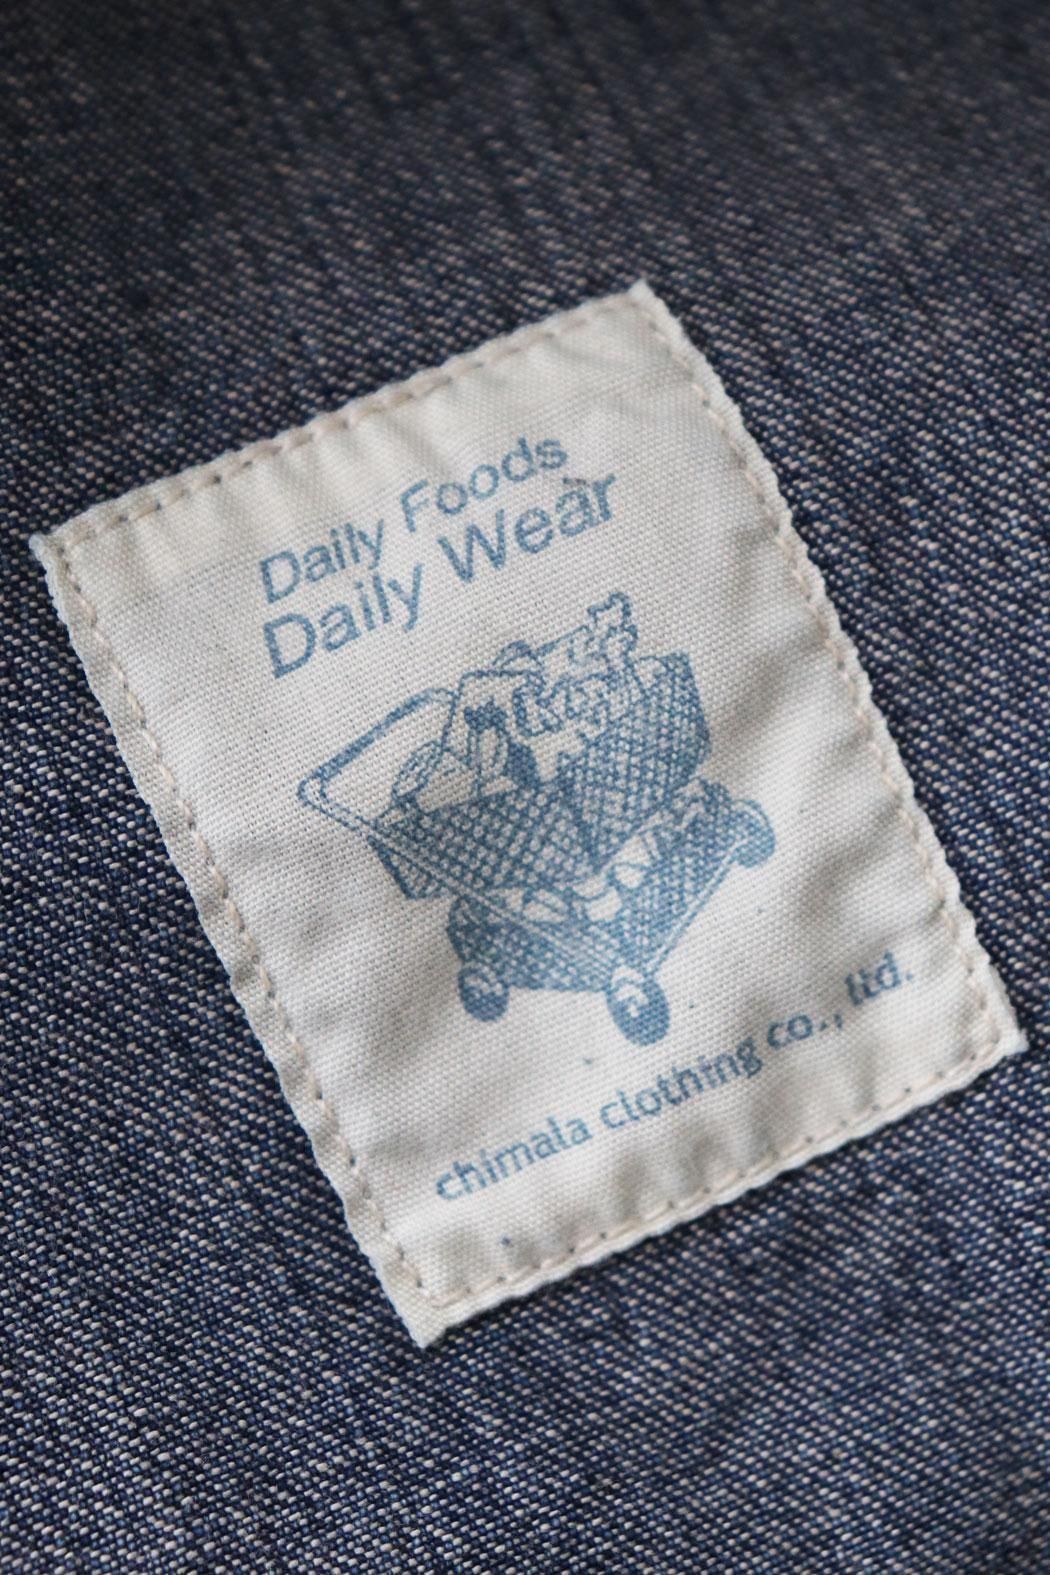 Daily Foods
Daily Wear
chimala clothing co., ltd.